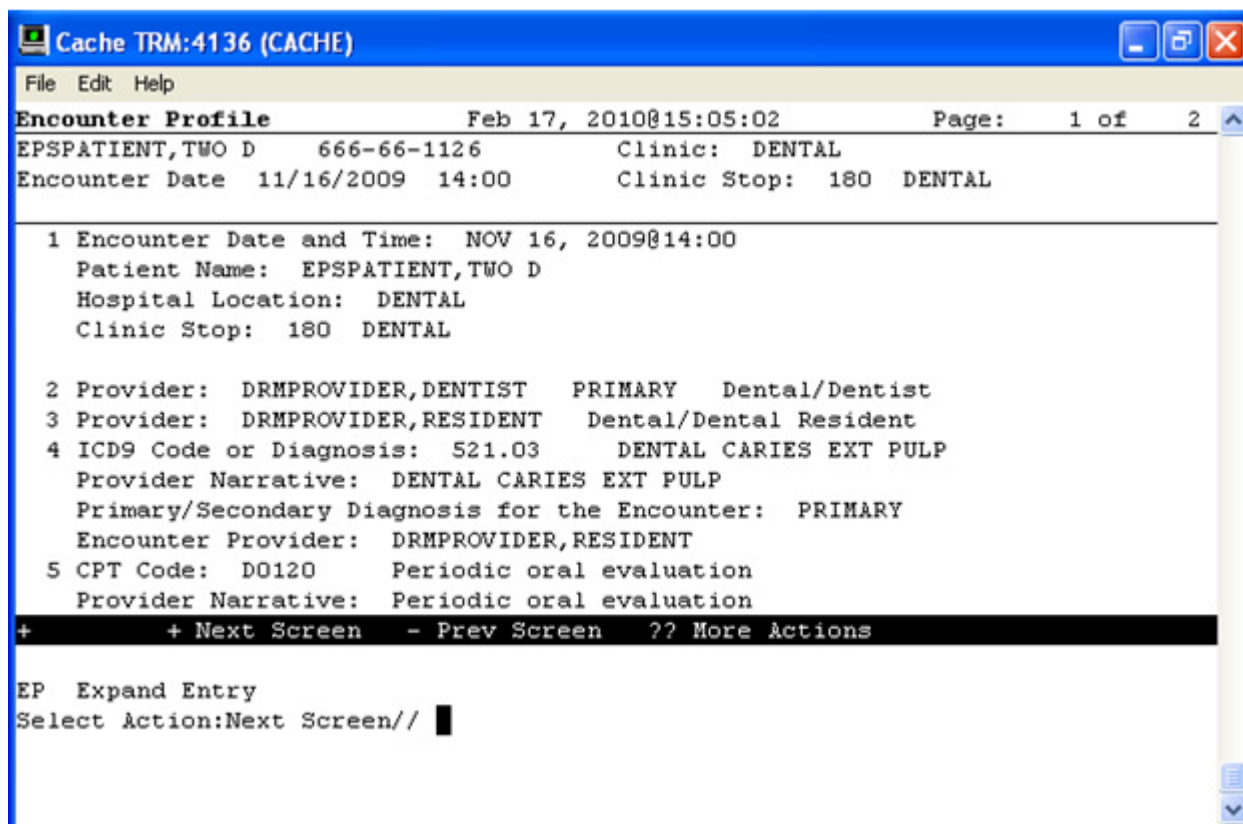 Cache TRM:4136 (CACHE)
File Edit Help
Encounter Profile Feb 17, 2010@15:05:02 Page: 1 of 2
EPSPATIENT,TWO D 666-66-1126 Clinic: DENTAL
Encounter Date 11/16/2009 14:00 Clinic Stop: 180 DENTAL
1 Encounter Date and Time: NOV 16, 2009@14:00
Patient Name: EPSPATIENT,TWO D
Hospital Location: DENTAL
Clinic Stop: 180 DENTAL
2 Provider: DRMPROVIDER,DENTIST PRIMARY Dental/Dentist
3 Provider: DRMPROVIDER,RESIDENT Dental/Dental Resident
4 ICD9 Code or Diagnosis: 521.03 DENTAL CARIES EXT PULP
Provider Narrative: DENTAL CARIES EXT PULP
Primary/Secondary Diagnosis for the Encounter: PRIMARY
Encounter Provider: DRMPROVIDER,RESIDENT
5 CPT Code: D0120 Periodic oral evaluation
Provider Narrative: Periodic oral evaluation
+ + Next Screen - Prev Screen ?? More Actions
EP Expand Entry
Select Action:Next Screen//